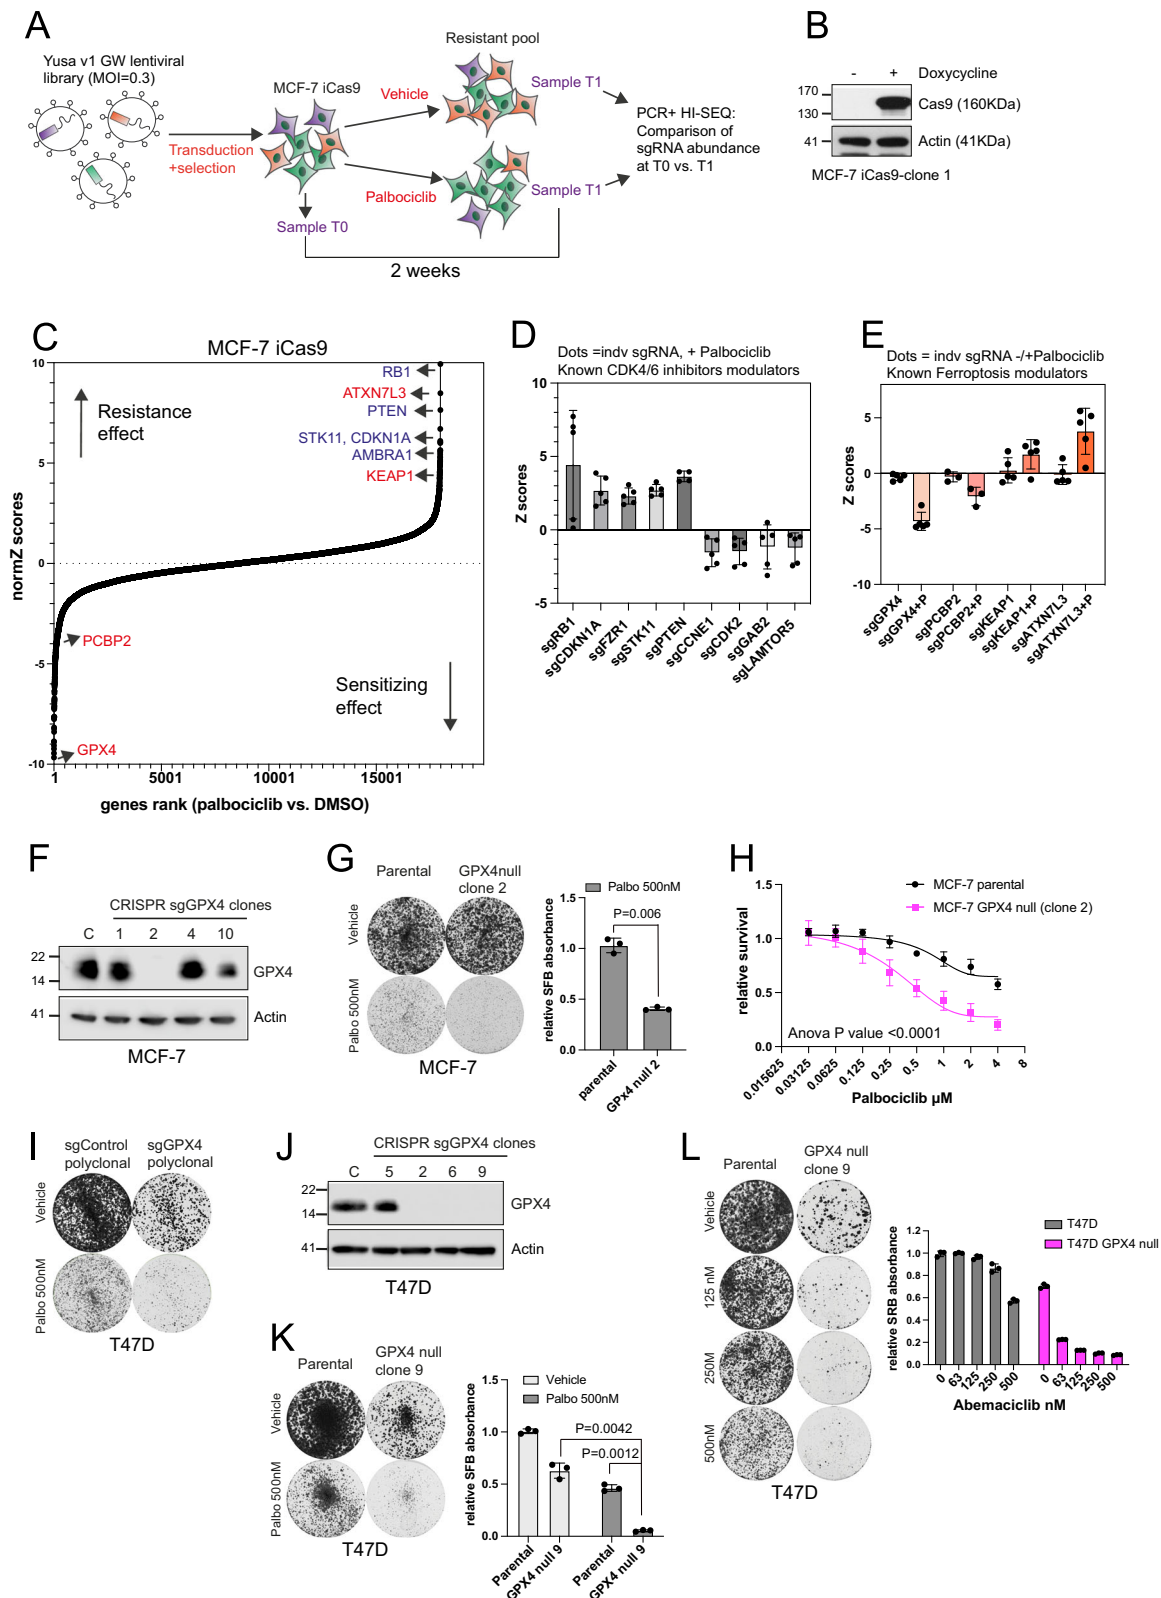 A
Yusa v1 GW lentiviral
library (MOI=0.3)
Transduction
+selection
MCF-7 iCas9
Vehicle
Palbociclib
Resistant pool
Sample T1
Sample T1
Sample T0
2 weeks
PCR+ HI-SEQ:
Comparison of
sgRNA abundance
at T0 vs. T1
B
- + Doxycycline
170
130
Cas9 (160KDa)
41
Actin (41KDa)
MCF-7 iCas9-clone 1
C
MCF-7 iCas9
normZ scores
10
5
0
-5
-10
Resistance
effect
RB1
ATXN7L3
PTEN
STK11, CDKN1A
AMBRA1
KEAP1
PCBP2
Sensitizing
effect
GPX4
1 5001 10001 15001
genes rank (palbociclib vs. DMSO)
D
Dots =indv sgRNA, + Palbociclib
Known CDK4/6 inhibitors modulators
Z scores
10
5
0
-5
sgRB1
sgCDKN1A
sgFZR1
sgSTK11
sgPTEN
sgCCNE1
sgCDK2
sgGAB2
sgLAMTOR5
E
Dots = indv sgRNA -/+Palbociclib
Known Ferroptosis modulators
Z scores
5
0
-5
-10
sgGPX4
sgGPX4+P
sgPCBP2
sgPCBP2+P
sgKEAP1
sgKEAP1+P
sgATXN7L3
sgATXN7L3+P
F
CRISPR sgGPX4 clones
C 1 2 4 10
22
14
GPX4
41
Actin
MCF-7
G
Parental
GPX4null
clone 2
Vehicle
Palbo 500nM
MCF-7
Palbo 500nM
P=0.006
relative SFB absorbance
1.5
1.0
0.5
0.0
parental
GPx4 null 2
H
MCF-7 parental
MCF-7 GPX4 null (clone 2)
relative survival
1.5
1.0
0.5
0.0
Anova P value <0.0001
0.015625
0.03125
0.0625
0.125
0.25
0.5
1
2
4
8
Palbociclib µM
I
sgControl
polyclonal
sgGPX4
polyclonal
Vehicle
Palbo 500nM
T47D
J
CRISPR sgGPX4 clones
C 5 2 6 9
22
14
GPX4
41
Actin
T47D
K
Parental
GPX4 null
clone 9
Vehicle
Palbo 500nM
T47D
Vehicle
Palbo 500nM
P=0.0042
P=0.0012
relative SFB absorbance
1.5
1.0
0.5
0.0
Parental
GPX4 null 9
Parental
GPX4 null 9
L
Parental
GPX4 null
clone 9
Vehicle
125 nM
250M
500nM
T47D
T47D
T47D GPX4 null
relative SRB absorbance
1.2
1.0
0.8
0.6
0.4
0.2
0.0
0 63 125 250 500 0 63 125 250 500
Abemaciclib nM